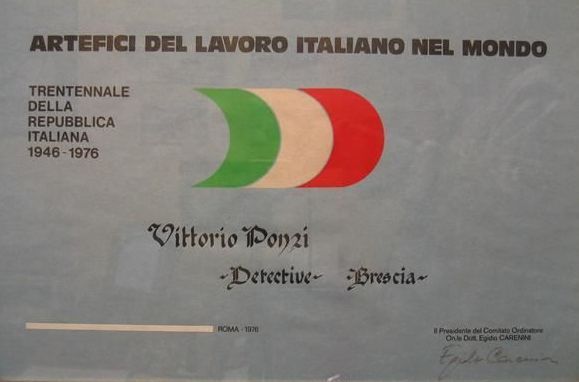 ARTEFICI DEL LAVORO ITALIANO NEL MONDO
TRENTENNALE
DELLA
REPUBBLICA
ITALIANA
1946 - 1976
Vittorio Ponzi
-Detective- -Brescia-
ROMA - 1976
Il Presidente del Comitato Ordinatore
On.le Dott. Egidio CARENINI
Egidio Carenini